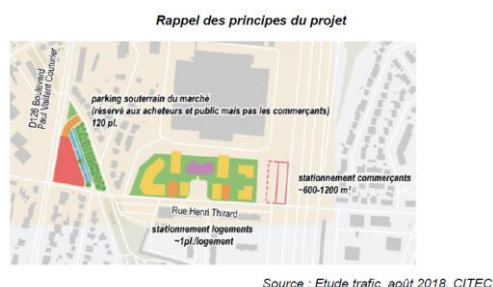 Rappel des principes du projet
D126 Boulevard
Paul Vaillant Couturier
parking souterrain du marché
(réservé aux acheteurs et public mais pas les commerçants)
120 pl.
stationnement commerçants
~600-1200 m²
Rue Henri Thirard
stationnement logements
~1pl./logement
Source : Etude trafic, août 2018, CITEC